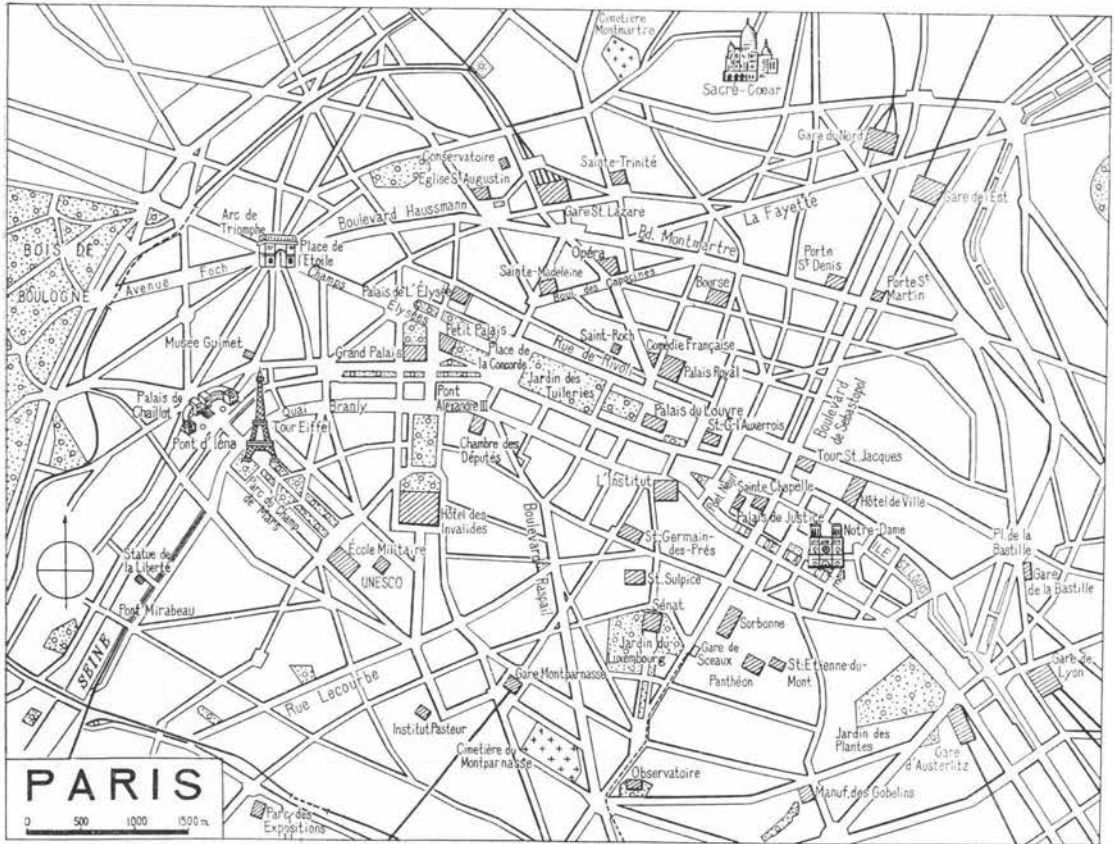 Cimetière
Montmartre
Sacré-Cœur
Gare du Nord
Conservatoire
Sainte-Trinité
Eglise St Augustin
Gare de l'Est
Arc de
Triomphe
Boulevard Haussmann
Gare St. Lazare
La Fayette
BOIS DE
BOULOGNE
Place de
l'Etoile
Bd. Montmartre
Opéra
Porte
St Denis
Avenue Foch
Champs Elysées
Sainte-Madeleine
Boul. des Capucines
Bourse
Porte St
Martin
Palais de L'Élysée
Musée Guimet
Grand Palais
Petit Palais
Place de
la Concorde
Saint-Roch
Rue de Rivoli
Comédie Française
Palais Royal
Palais de
Chaillot
Quai Branly
Tour Eiffel
Pont
Alexandre III
Jardin des
Tuileries
Boulevard
de Sébastopol
Palais du Louvre
St-G-l'Auxerrois
Pont d'Iéna
Chambre des
Députés
Tour St. Jacques
Parc du Champ
de Mars
L'Institut
Pont Neuf
Sainte Chapelle
Hôtel de Ville
Hôtel des
Invalides
Boulevard Raspail
Palais de Justice
Notre-Dame
St-Germain-
des-Prés
ILE ST. LOUIS
Pl. de la
Bastille
École Militaire
UNESCO
Statue de
la Liberté
St. Sulpice
Gare
de la Bastille
Pont Mirabeau
Sénat
Sorbonne
SEINE
Jardin du
Luxembourg
Gare de
Sceaux
Panthéon
St-Etienne-du-
Mont
Gare de
Lyon
Rue Lecourbe
Gare Montparnasse
Institut Pasteur
Jardin des
Plantes
Gare
d'Austerlitz
Cimetière du
Montparnasse
Observatoire
Manuf. des Gobelins
PARIS
0 500 1000 1500 m
Parc des
Expositions